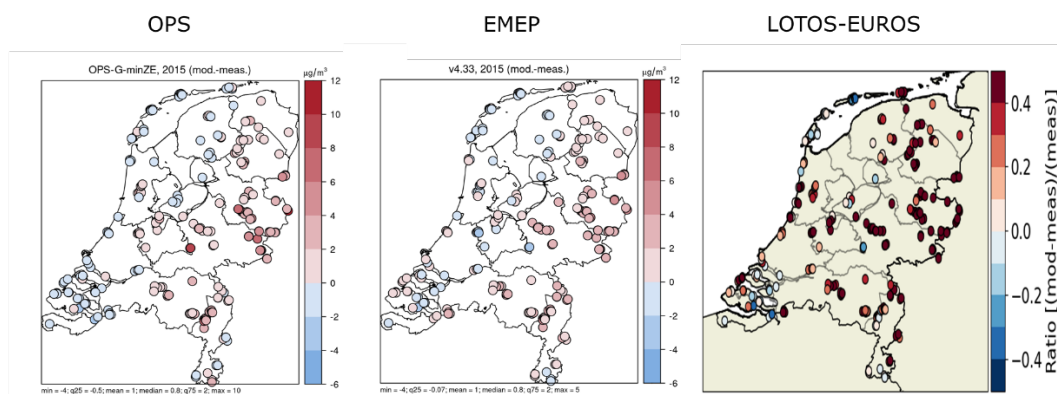 OPS
EMEP
LOTOS-EUROS
OPS-G-minZE, 2015 (mod.-meas.)
µg/m³
12
10
8
6
4
2
0
-2
-4
-6
min = -4; q25 = -0.5; mean = 1; median = 0.8; q75 = 2; max = 10
v4.33, 2015 (mod.-meas.)
µg/m³
12
10
8
6
4
2
0
-2
-4
-6
min = -4; q25 = -0.07; mean = 1; median = 0.8; q75 = 2; max = 5
0.4
0.2
0.0
−0.2
−0.4
Ratio [(mod-meas)/(meas)]